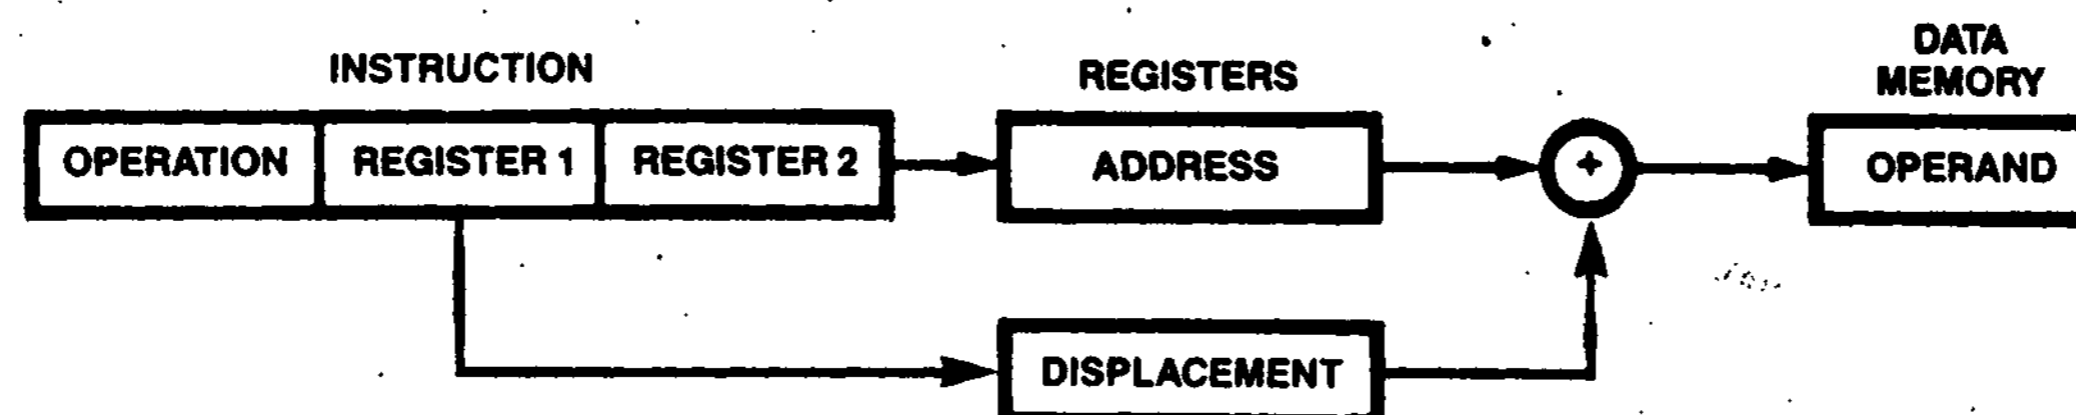 INSTRUCTION
OPERATION REGISTER 1 REGISTER 2
REGISTERS
ADDRESS
+
DATA
MEMORY
OPERAND
DISPLACEMENT